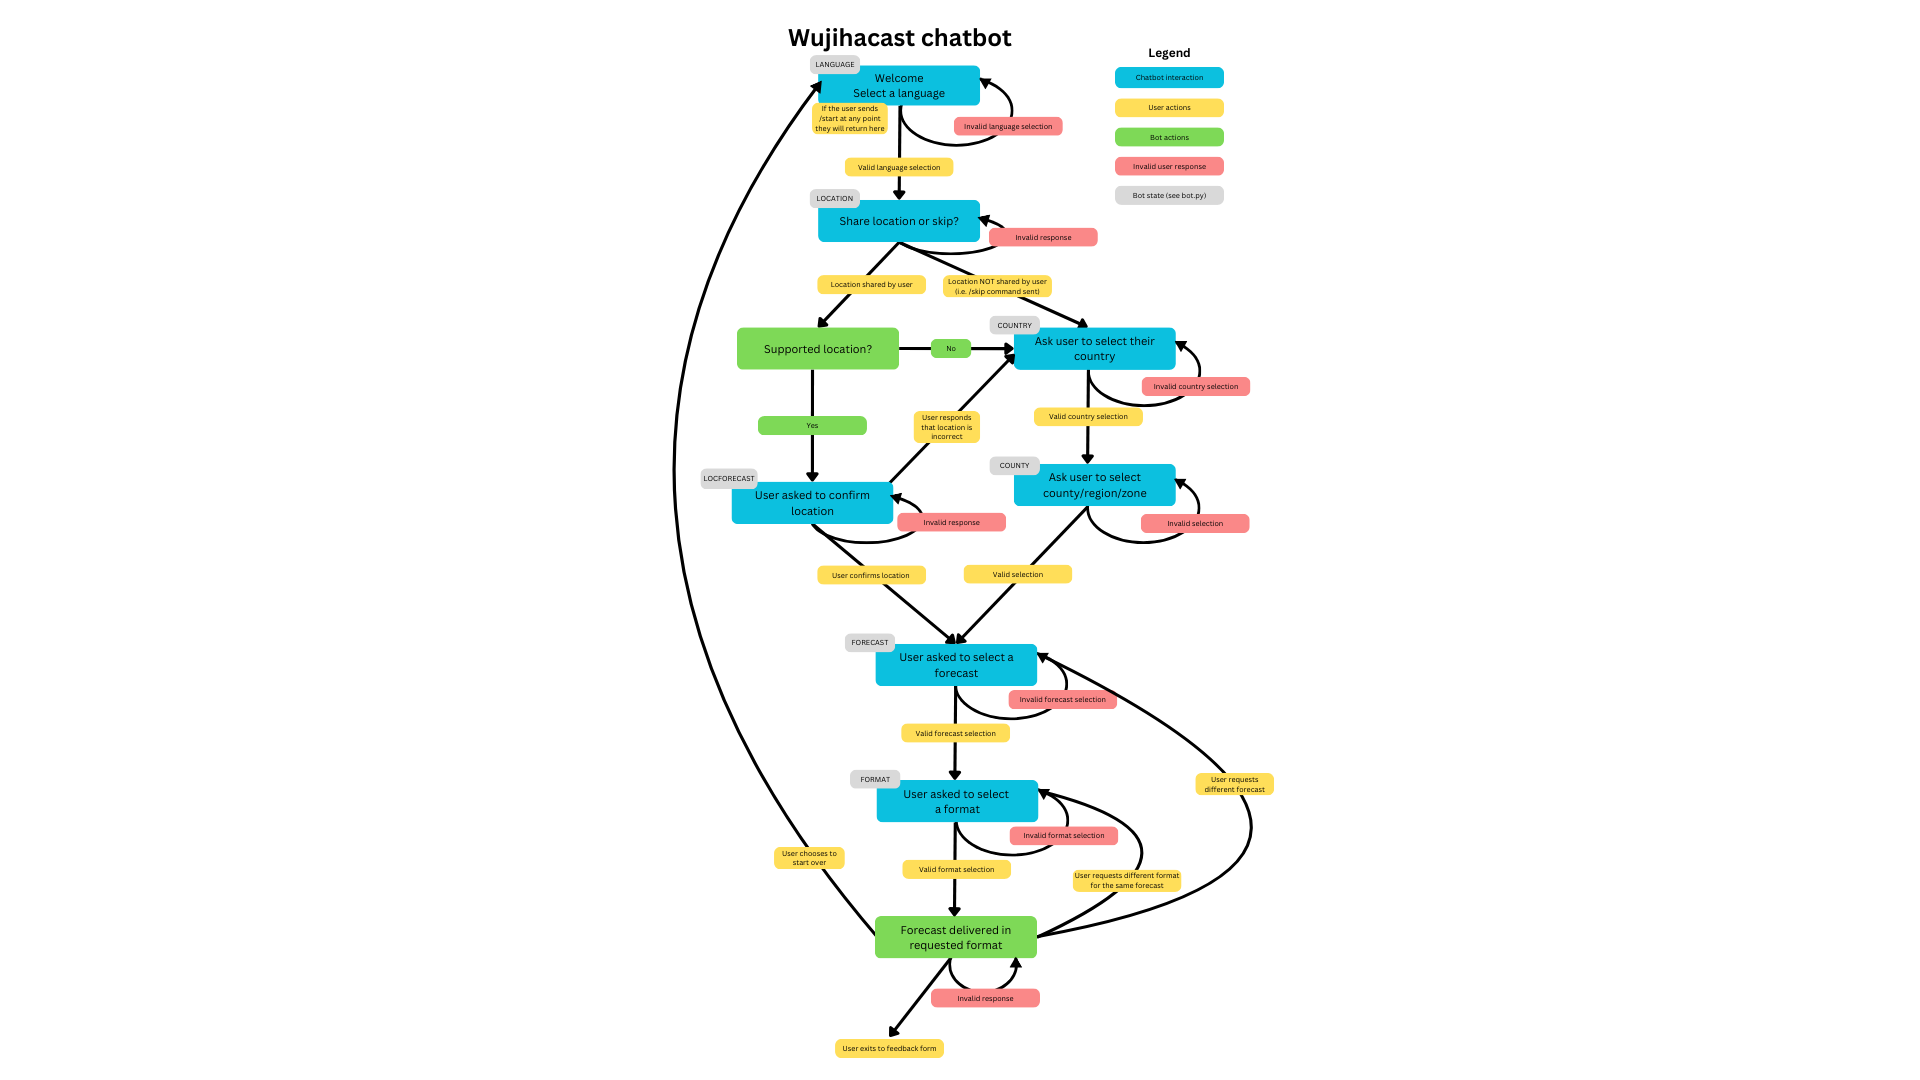 Wujihacast chatbot
Legend
LANGUAGE
Welcome
Select a language
Chatbot interaction
If the user sends
/start at any point
they will return here
User actions
Invalid language selection
Bot actions
Valid language selection
Invalid user response
LOCATION
Bot state (see bot.py)
Share location or skip?
Invalid response
Location shared by user
Location NOT shared by user
(i.e. /skip command sent)
COUNTRY
Supported location?
No
Ask user to select their
country
Invalid country selection
Yes
User responds
that location is
incorrect
Valid country selection
LOCFORECAST
COUNTY
User asked to confirm
location
Ask user to select
county/region/zone
Invalid response
Invalid selection
User confirms location
Valid selection
FORECAST
User asked to select a
forecast
Invalid forecast selection
Valid forecast selection
FORMAT
User requests
different forecast
User asked to select
a format
Invalid format selection
User chooses to
start over
Valid format selection
User requests different format
for the same forecast
Forecast delivered in
requested format
Invalid response
User exits to feedback form